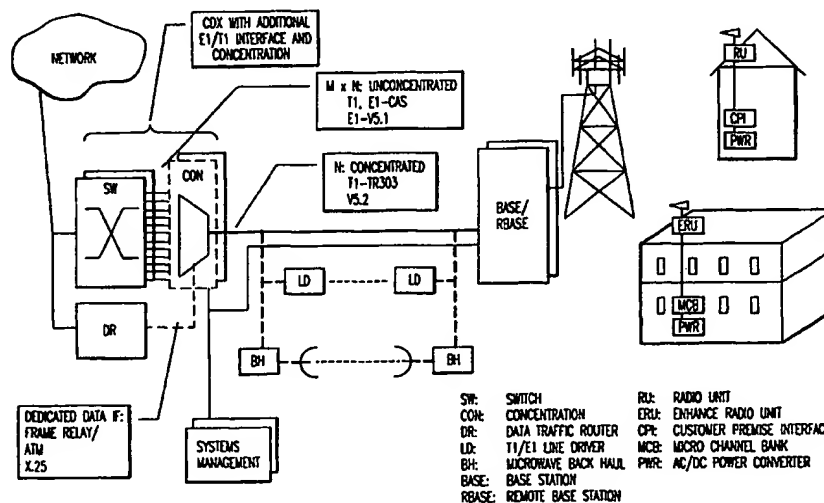 CDX WITH ADDITIONAL
E1/T1 INTERFACE AND
CONCENTRATION
NETWORK
M x N: UNCONCENTRATED
T1, E1-CAS
E1-V5.1
SW
CON
N: CONCENTRATED
T1-TR303
V5.2
BASE/
RBASE
RU
CPI
PWR
ERU
MCB
PWR
DR
LD
LD
BH
BH
DEDICATED DATA IF:
FRAME RELAY/
ATM
X.25
SYSTEMS
MANAGEMENT
SW: SWITCH
CON: CONCENTRATION
DR: DATA TRAFFIC ROUTER
LD: T1/E1 LINE DRIVER
BH: MICROWAVE BACK HAUL
BASE: BASE STATION
RBASE: REMOTE BASE STATION
RU: RADIO UNIT
ERU: ENHANCE RADIO UNIT
CPI: CUSTOMER PREMISE INTERFAC
MCB: MICRO CHANNEL BANK
PWR: AC/DC POWER CONVERTER